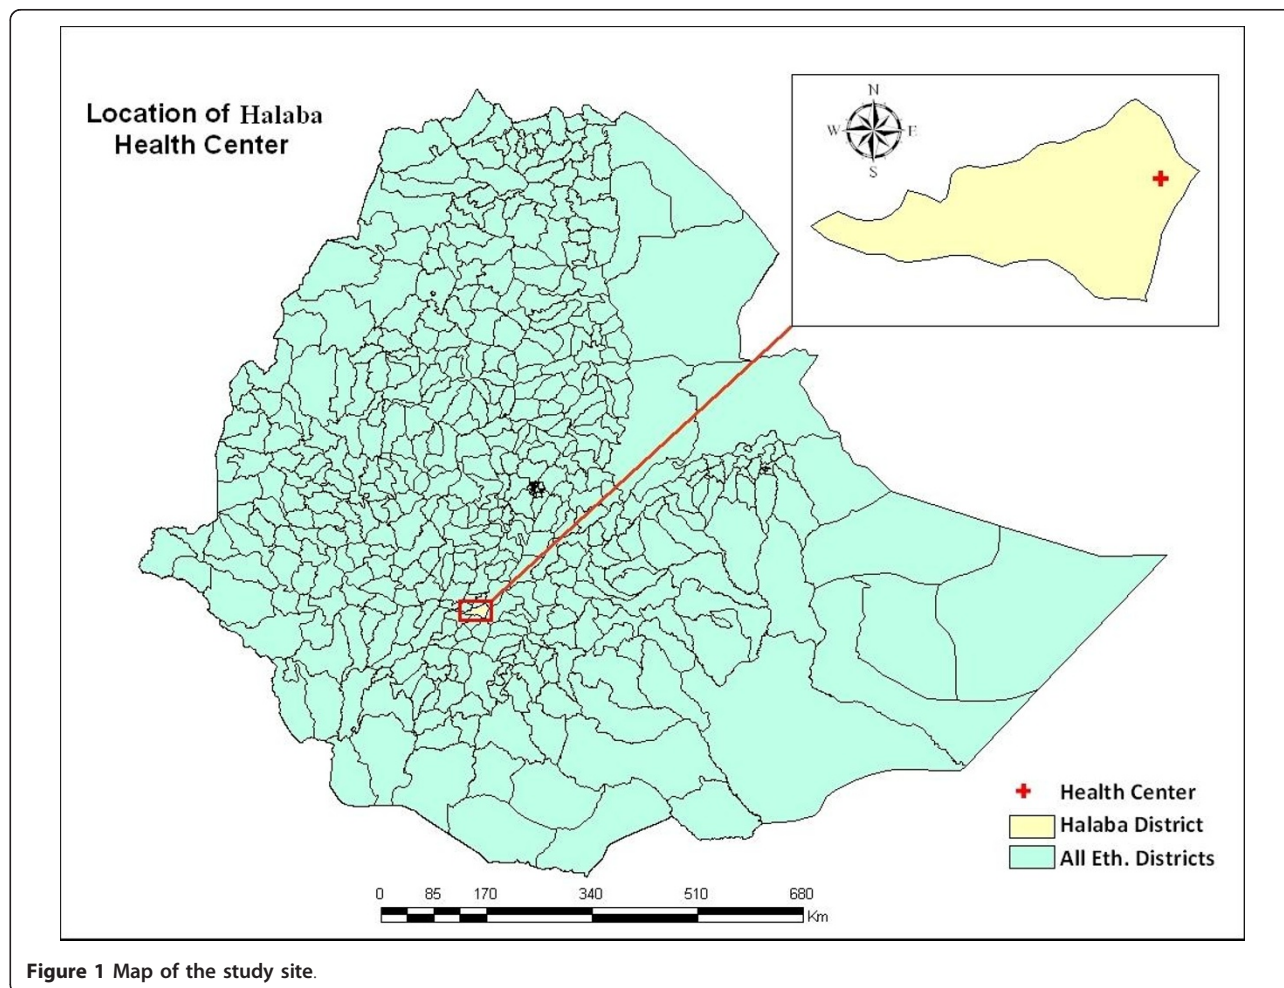 Location of Halaba
Health Center
N
W E
S
Health Center
Halaba District
All Eth. Districts
0 85 170 340 510 680
Km
Figure 1 Map of the study site.